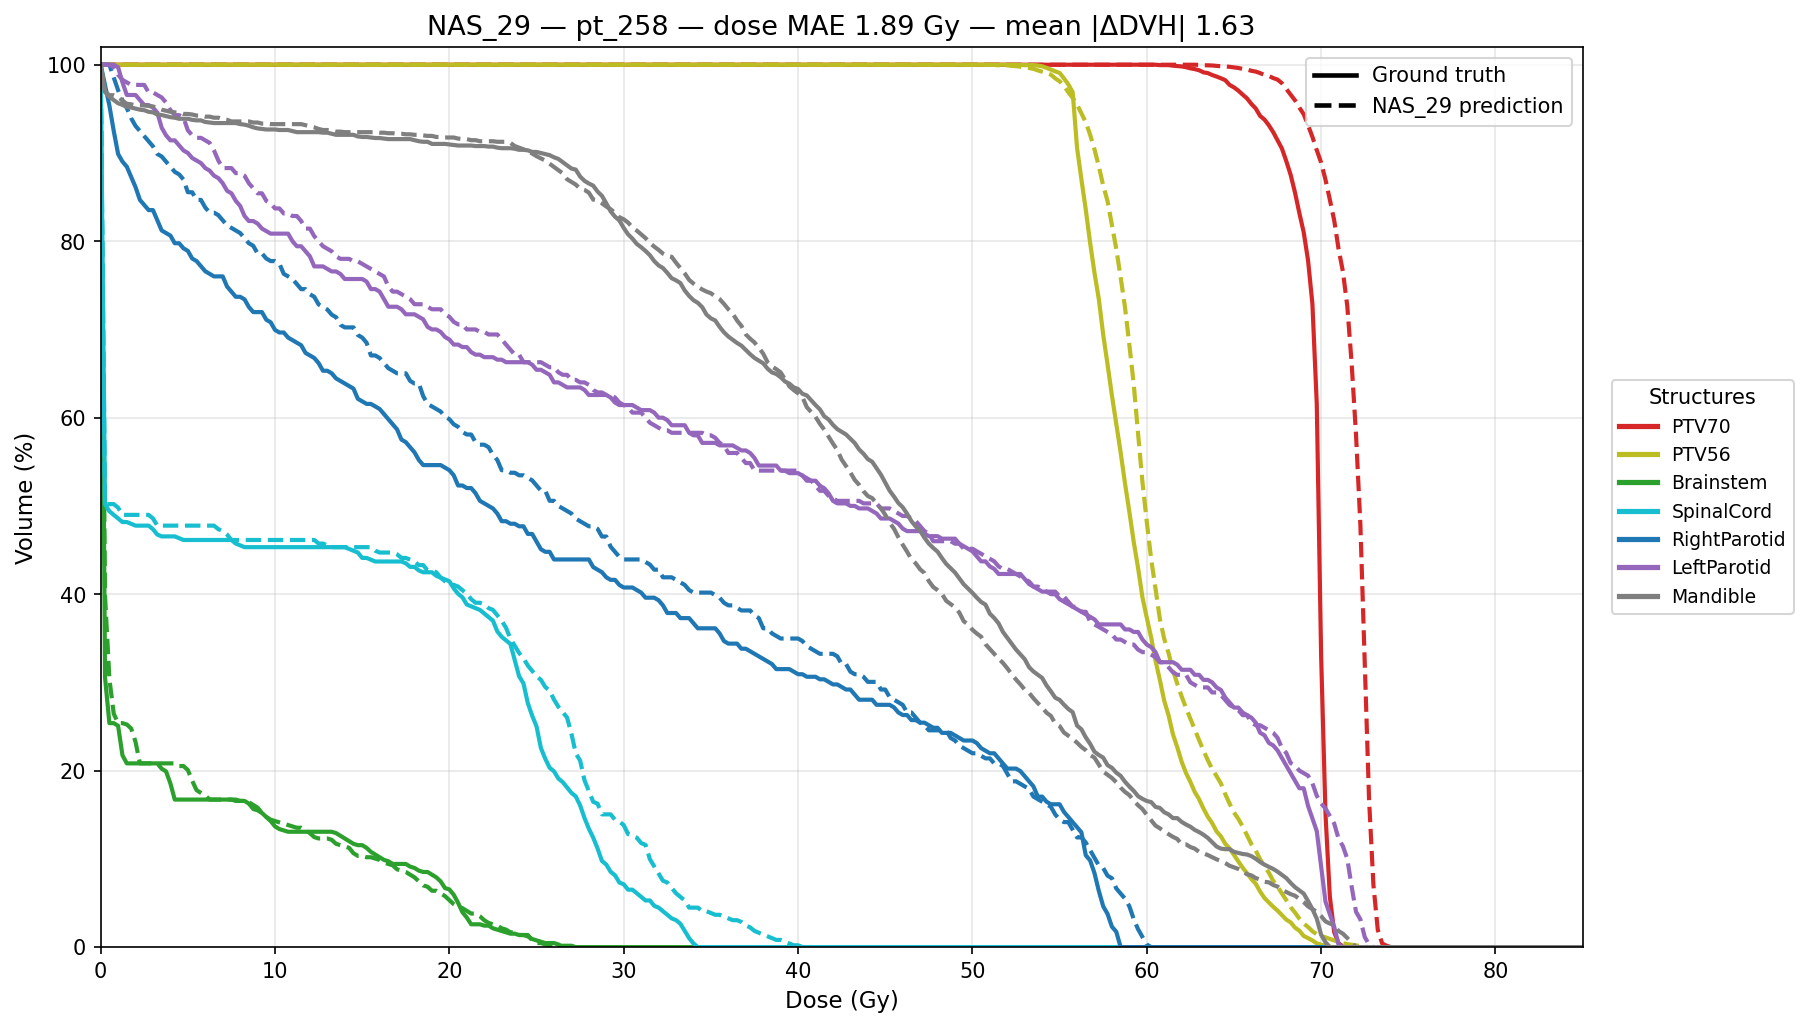 NAS_29 — pt_258 — dose MAE 1.89 Gy — mean |ΔDVH| 1.63
Ground truth
NAS_29 prediction
Volume (%)
100
80
60
40
20
0
0 10 20 30 40 50 60 70 80
Dose (Gy)
Structures
PTV70
PTV56
Brainstem
SpinalCord
RightParotid
LeftParotid
Mandible